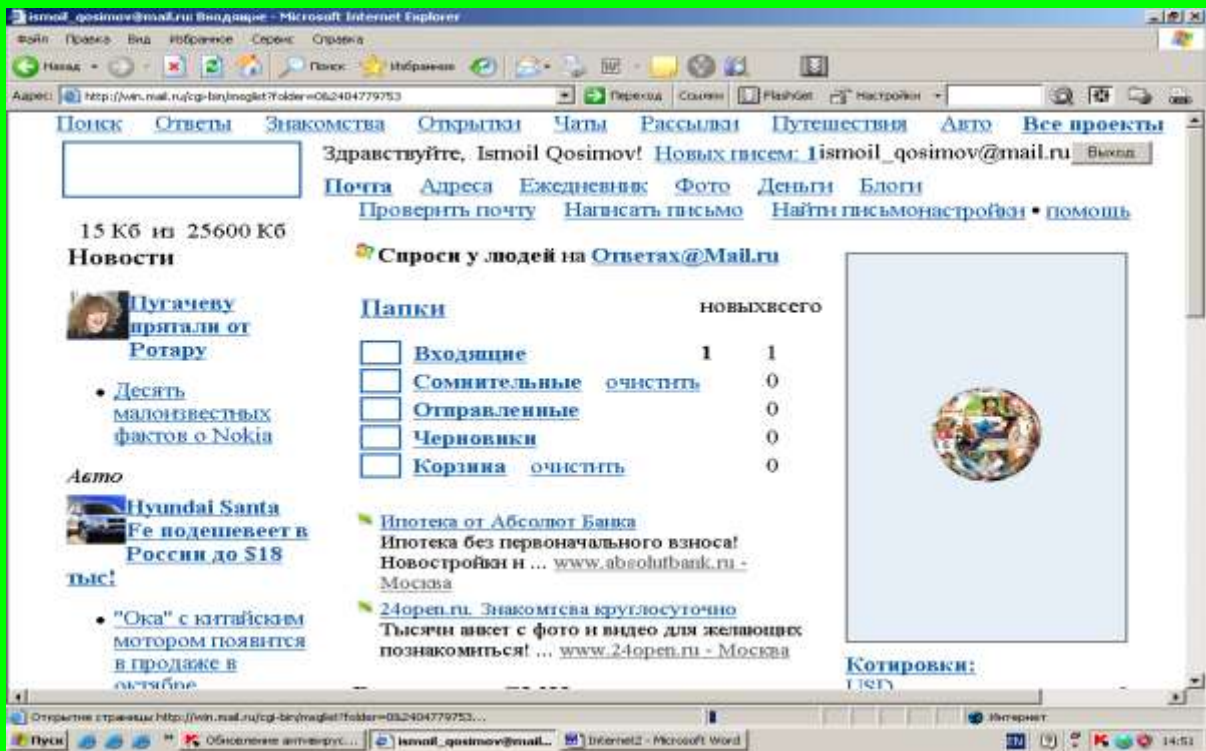 ismoil_qosimov@mail.ru: Входящие - Microsoft Internet Explorer
Файл Правка Вид Избранное Сервис Справка
Назад Поиск Избранное
Адрес: http://win.mail.ru/cgi-bin/msglist?folder=0&2404779753 Переход Ссылки FlashGet Настройки
Поиск Ответы Знакомства Открытки Чаты Рассылки Путешествия Авто Все проекты
Здравствуйте, Ismoil Qosimov! Новых писем: 1 ismoil_qosimov@mail.ru Выход
Почта Адреса Ежедневник Фото Деньги Блоги
Проверить почту Написать письмо Найти письмонастройки • помощь
15 Кб из 25600 Кб
Новости
Пугачеву
прятали от
Ротару
• Десять
малоизвестных
фактов о Nokia
Авто
Hyundai Santa
Fe подешевеет в
России до $18
тыс!
• "Ока" с китайским
мотором появится
в продаже в
октябре
Спроси у людей на Ответах@Mail.ru
Папки новыхвсего
Входящие 1 1
Сомнительные очистить 0
Отправленные 0
Черновики 0
Корзина очистить 0
Ипотека от Абсолют Банка
Ипотека без первоначального взноса!
Новостройки и ... www.absolutbank.ru -
Москва
24open.ru. Знакомтсва круглосуточно
Тысячи анкет с фото и видео для желающих
познакомиться! ... www.24open.ru - Москва
Котировки:
USD
Открытие страницы http://win.mail.ru/cgi-bin/msglist?folder=0&2404779753... Интернет
Пуск Обновление антивирус... ismoil_qosimov@mail... Internet2 - Microsoft Word EN 14:51